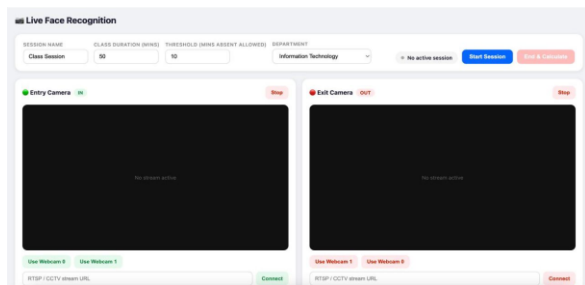 Live Face Recognition
SESSION NAME CLASS DURATION (MINS) THRESHOLD (MINS ABSENT ALLOWED) DEPARTMENT
Class Session 50 10 Information Technology No active session Start Session End & Calculate
Entry Camera IN Stop
Exit Camera OUT Stop
No stream active
No stream active
Use Webcam 0 Use Webcam 1
Use Webcam 1 Use Webcam 0
RTSP / CCTV stream URL Connect
RTSP / CCTV stream URL Connect